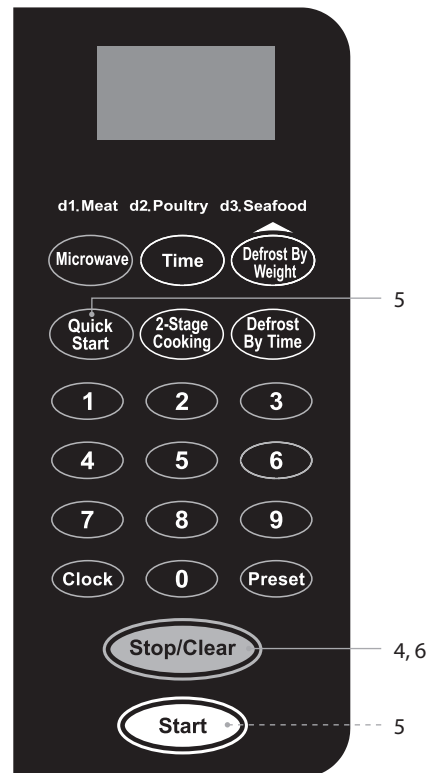 d1.Meat d2.Poultry d3.Seafood
Microwave Time Defrost By
Weight
5
Quick
Start 2-Stage
Cooking Defrost
By Time
1 2 3
4 5 6
7 8 9
Clock 0 Preset
Stop/Clear 4, 6
Start 5